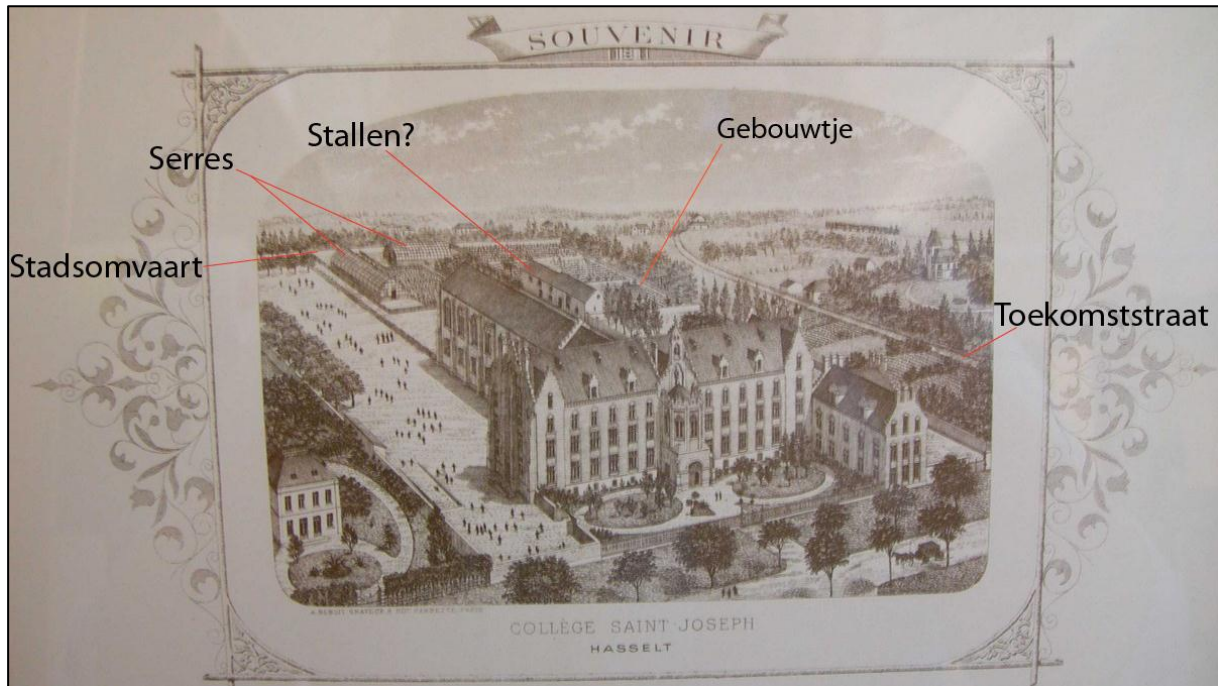 SOUVENIR
Stallen?
Gebouwtje
Serres
Stadsomvaart
Toekomststraat
COLLÈGE SAINT JOSEPH
HASSELT